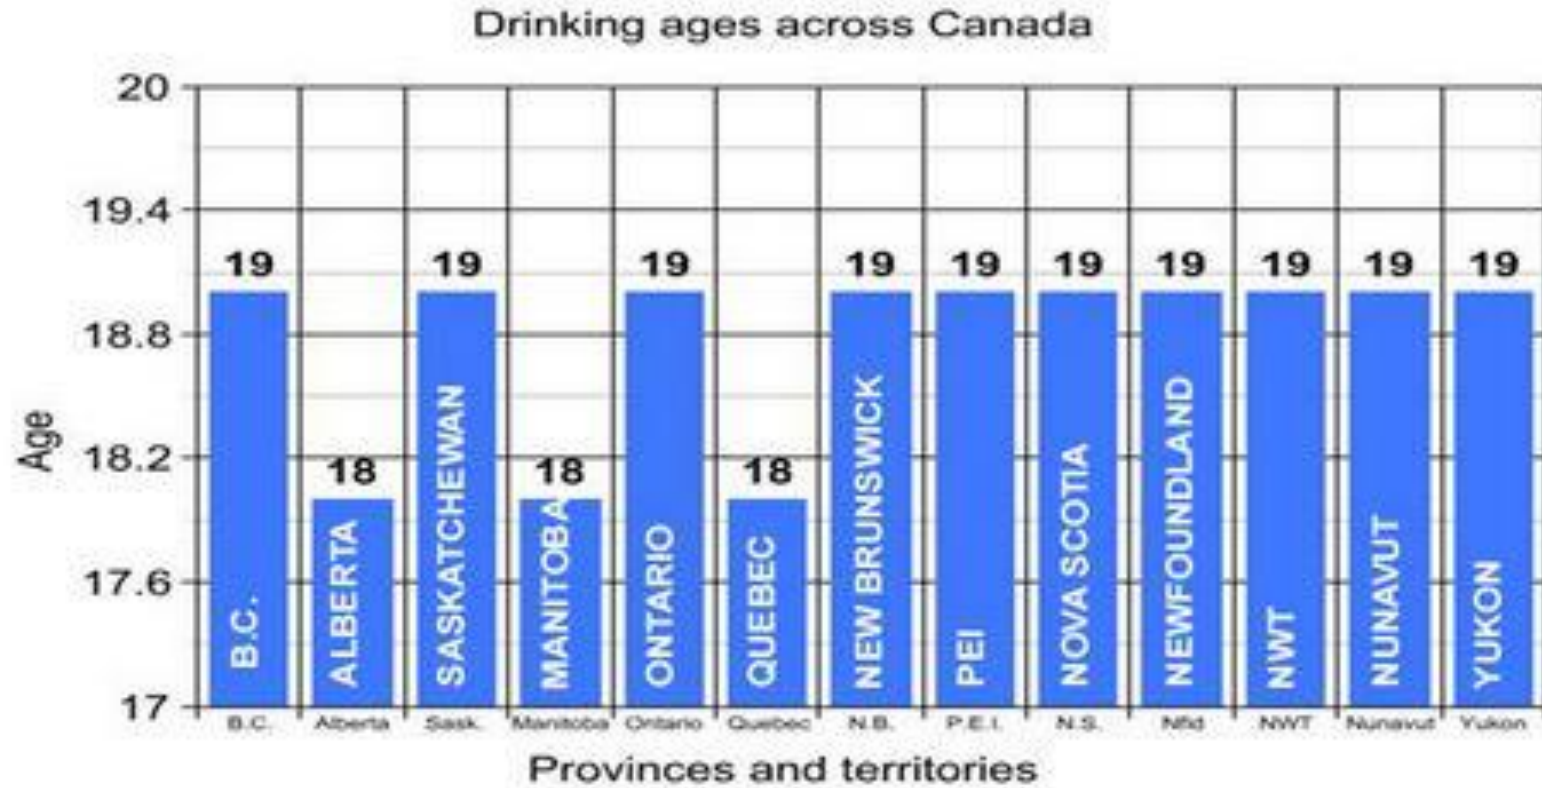 Drinking ages across Canada
20
19.4
18.8
18.2
17.6
17
Age
19
18
19
18
19
18
19
19
19
19
19
19
19
B.C.
ALBERTA
SASKATCHEWAN
MANITOBA
ONTARIO
QUEBEC
NEW BRUNSWICK
PEI
NOVA SCOTIA
NEWFOUNDLAND
NWT
NUNAVUT
YUKON
B.C. Alberta Sask. Manitoba Ontario Quebec N.B. P.E.I. N.S. Nfld NWT Nunavut Yukon
Provinces and territories